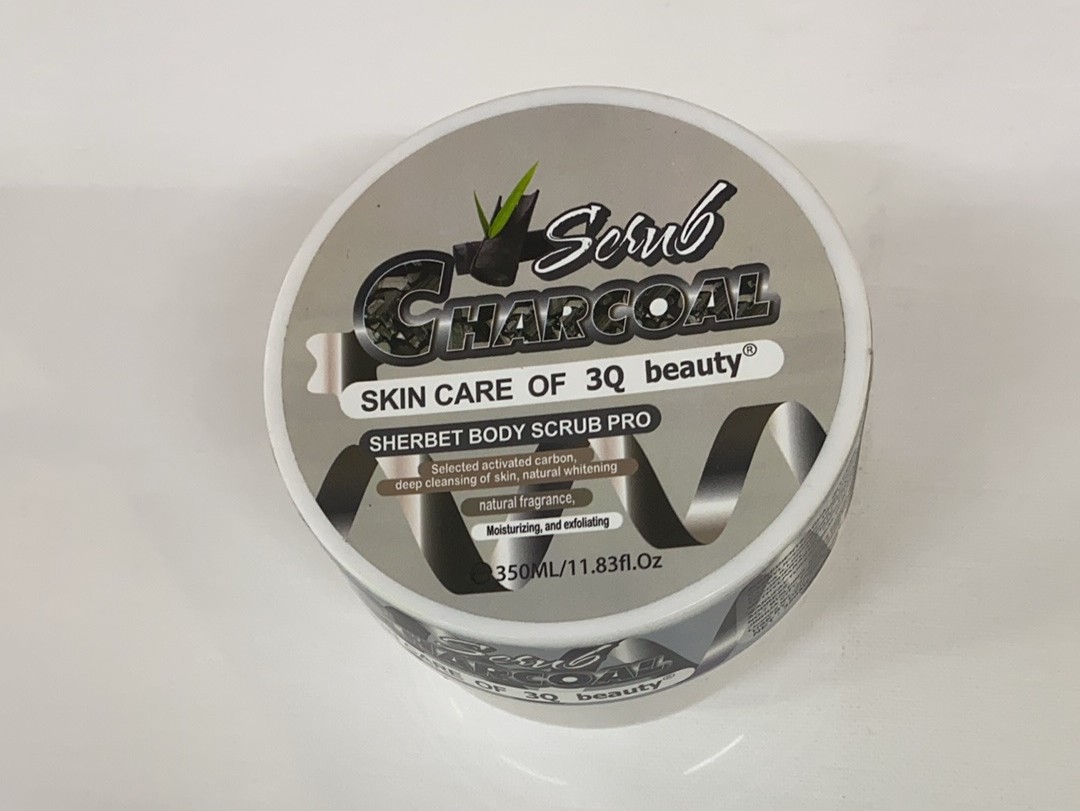 Scrub
CHARCOAL
SKIN CARE OF 3Q beauty®
SHERBET BODY SCRUB PRO
Selected activated carbon,
deep cleansing of skin, natural whitening
natural fragrance,
Moisturizing, and exfoliating
℮350ML/11.83fl.Oz
Scrub
CHARCOAL
CARE OF 3Q beauty®